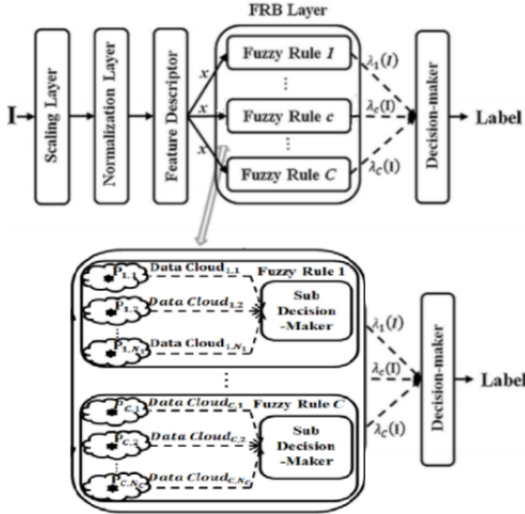 FRB Layer
I
Scaling Layer
Normalization Layer
Feature Descriptor
x
x
x
Fuzzy Rule 1
⋮
Fuzzy Rule c
⋮
Fuzzy Rule C
λ₁(I)
λc(I)
λC(I)
Decision-maker
Label
P1,1
Data Cloud1,1
Fuzzy Rule 1
P1,2
Data Cloud1,2
P1,N1
Data Cloud1,N1
Sub
Decision
-Maker
⋮
PC,1
Data CloudC,1
Fuzzy Rule C
PC,2
Data CloudC,2
PC,NC
Data CloudC,NC
Sub
Decision
-Maker
λ₁(I)
λc(I)
λC(I)
Decision-maker
Label